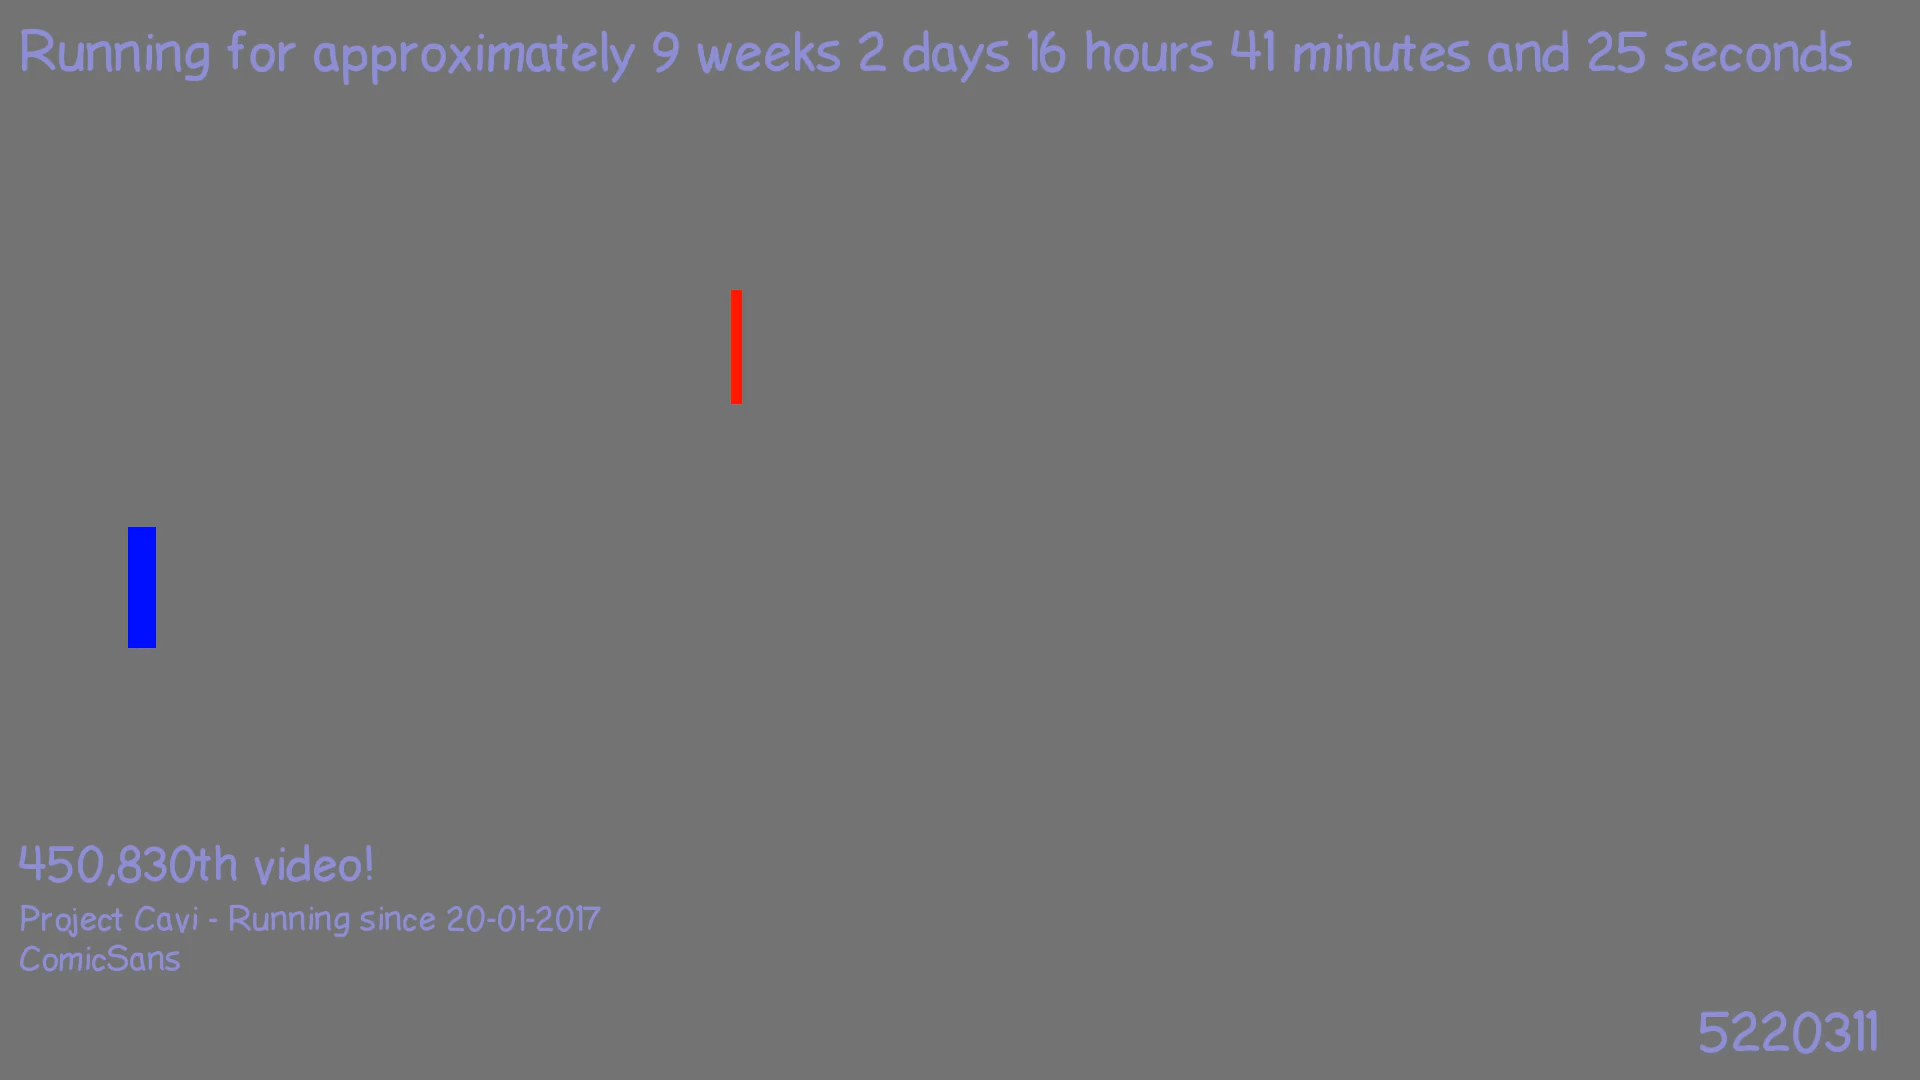 Running for approximately 9 weeks 2 days 16 hours 41 minutes and 25 seconds
450,830th video!
Project Cavi - Running since 20-01-2017
ComicSans
5220311